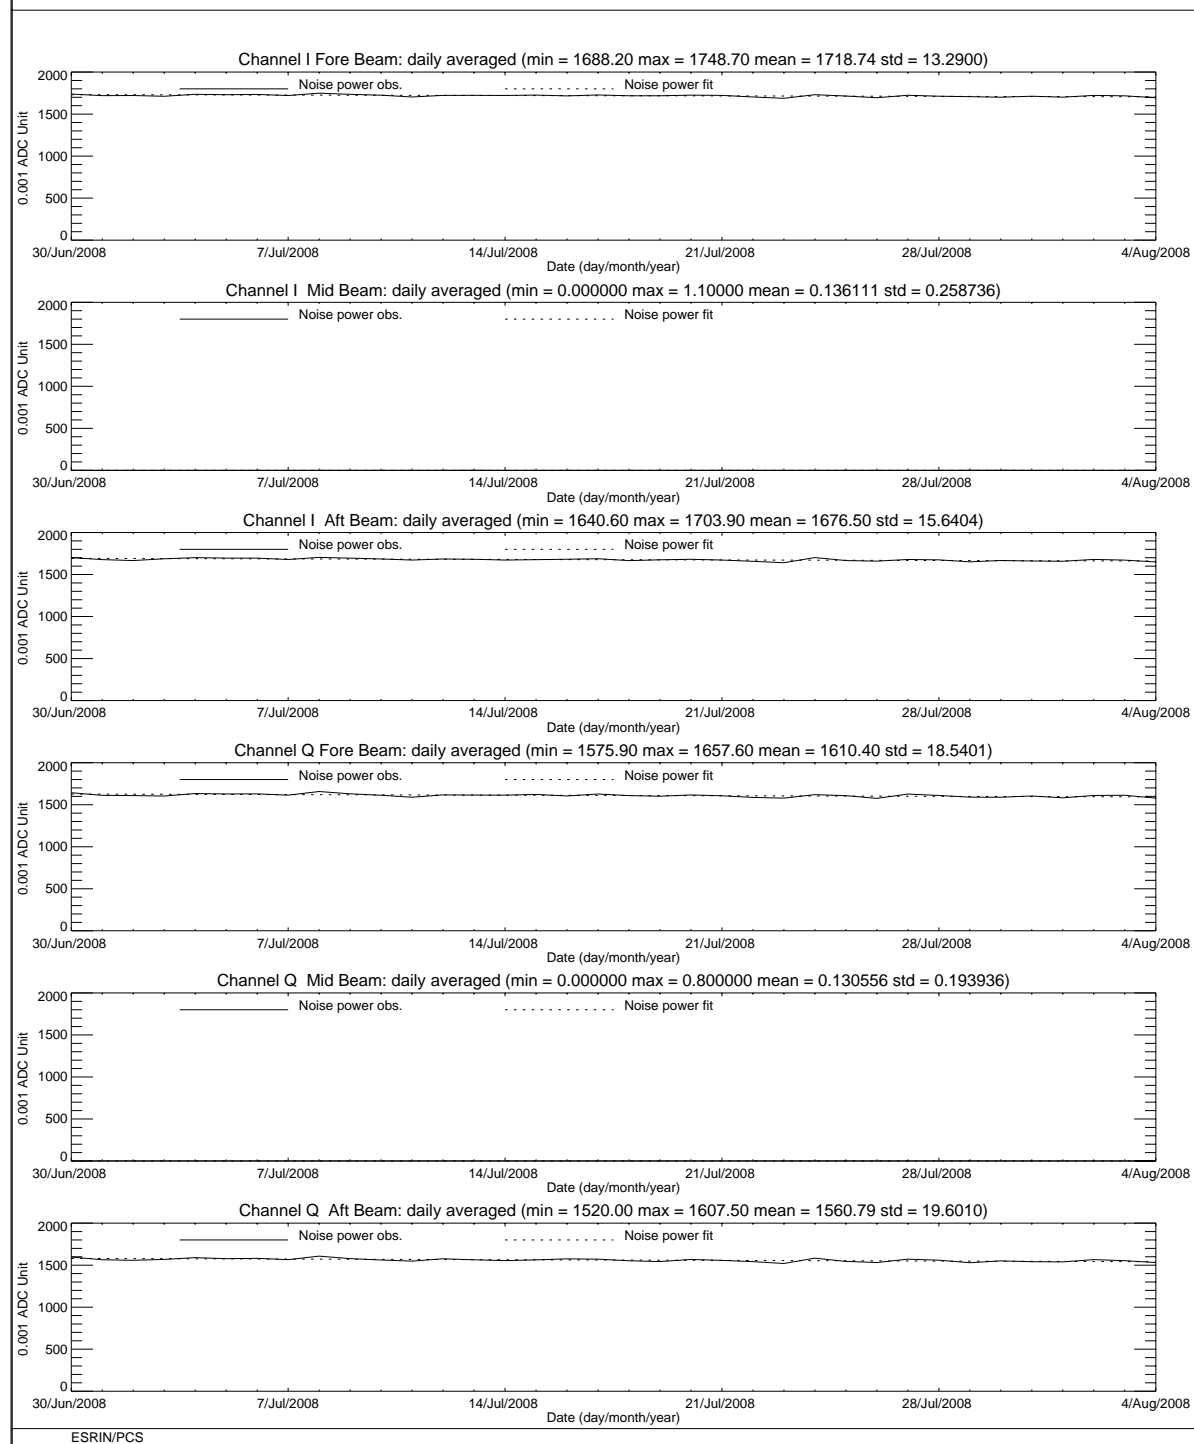 Channel I Fore Beam: daily averaged (min = 1688.20 max = 1748.70 mean = 1718.74 std = 13.2900)
2000
Noise power obs. Noise power fit
1500
1000
500
0
0.001 ADC Unit
30/Jun/2008 7/Jul/2008 14/Jul/2008 21/Jul/2008 28/Jul/2008 4/Aug/2008
Date (day/month/year)
Channel I Mid Beam: daily averaged (min = 0.000000 max = 1.10000 mean = 0.136111 std = 0.258736)
2000
Noise power obs. Noise power fit
1500
1000
500
0
0.001 ADC Unit
30/Jun/2008 7/Jul/2008 14/Jul/2008 21/Jul/2008 28/Jul/2008 4/Aug/2008
Date (day/month/year)
Channel I Aft Beam: daily averaged (min = 1640.60 max = 1703.90 mean = 1676.50 std = 15.6404)
2000
Noise power obs. Noise power fit
1500
1000
500
0
0.001 ADC Unit
30/Jun/2008 7/Jul/2008 14/Jul/2008 21/Jul/2008 28/Jul/2008 4/Aug/2008
Date (day/month/year)
Channel Q Fore Beam: daily averaged (min = 1575.90 max = 1657.60 mean = 1610.40 std = 18.5401)
2000
Noise power obs. Noise power fit
1500
1000
500
0
0.001 ADC Unit
30/Jun/2008 7/Jul/2008 14/Jul/2008 21/Jul/2008 28/Jul/2008 4/Aug/2008
Date (day/month/year)
Channel Q Mid Beam: daily averaged (min = 0.000000 max = 0.800000 mean = 0.130556 std = 0.193936)
2000
Noise power obs. Noise power fit
1500
1000
500
0
0.001 ADC Unit
30/Jun/2008 7/Jul/2008 14/Jul/2008 21/Jul/2008 28/Jul/2008 4/Aug/2008
Date (day/month/year)
Channel Q Aft Beam: daily averaged (min = 1520.00 max = 1607.50 mean = 1560.79 std = 19.6010)
2000
Noise power obs. Noise power fit
1500
1000
500
0
0.001 ADC Unit
30/Jun/2008 7/Jul/2008 14/Jul/2008 21/Jul/2008 28/Jul/2008 4/Aug/2008
Date (day/month/year)
ESRIN/PCS